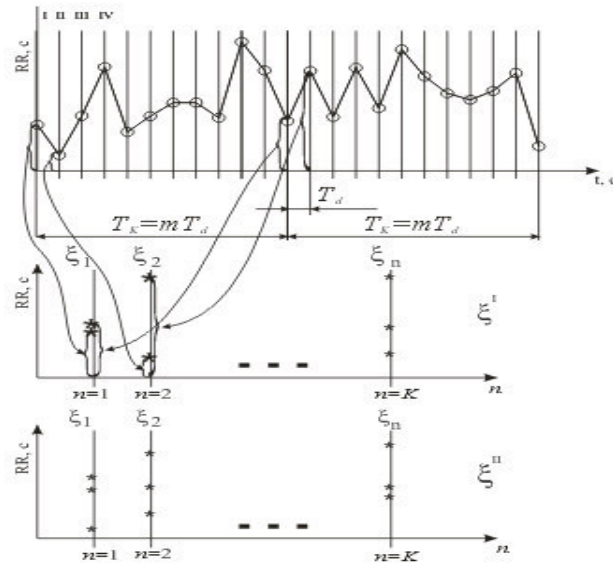 I II III IV
RR, c
t, c
T_d
T_K=mT_d T_K=mT_d
ξ_1 ξ_2 ξ_n
RR, c
ξ^I
n=1 n=2 n=K n
ξ_1 ξ_2 ξ_n
RR, c
ξ^II
n=1 n=2 n=K n